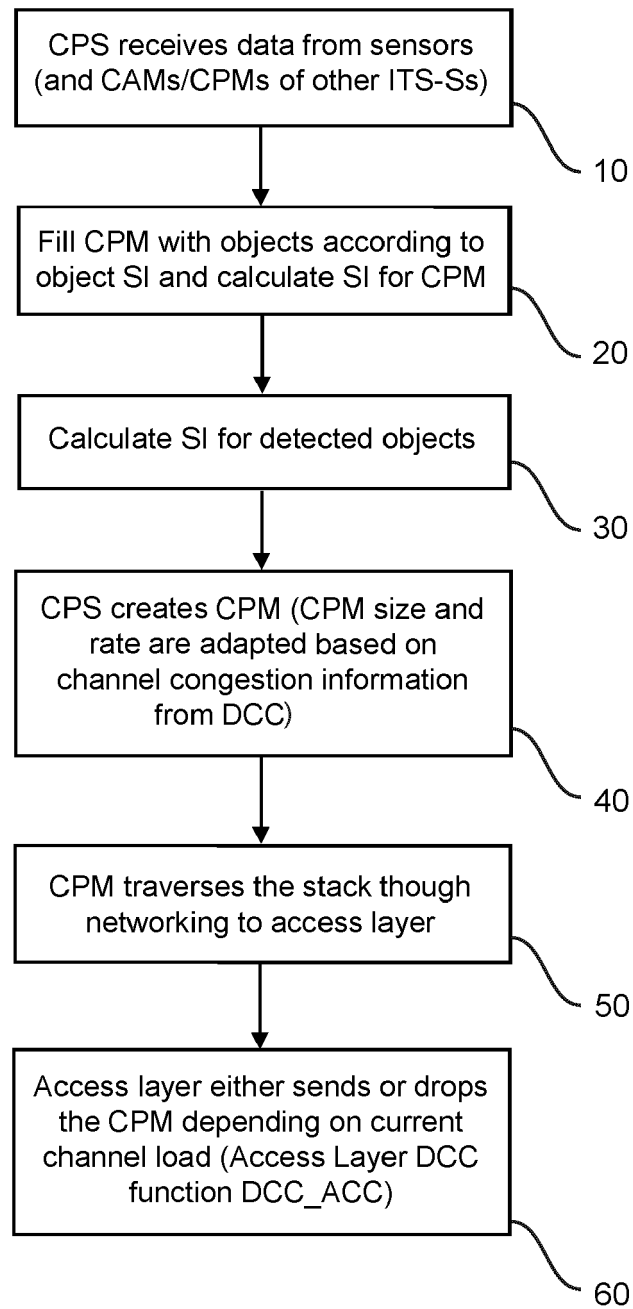 CPS receives data from sensors
(and CAMs/CPMs of other ITS-Ss)
10
Fill CPM with objects according to
object SI and calculate SI for CPM
20
Calculate SI for detected objects
30
CPS creates CPM (CPM size and
rate are adapted based on
channel congestion information
from DCC)
40
CPM traverses the stack though
networking to access layer
50
Access layer either sends or drops
the CPM depending on current
channel load (Access Layer DCC
function DCC_ACC)
60